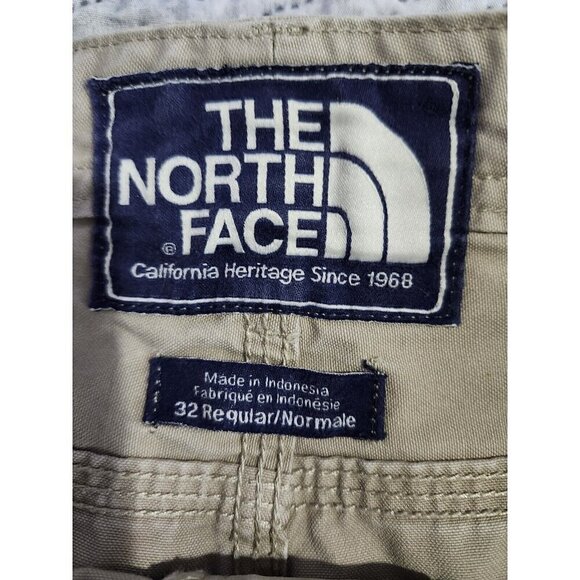 THE
NORTH
FACE
®
California Heritage Since 1968
Made in Indonesia
Fabriqué en Indonésie
32 Regular/Normale